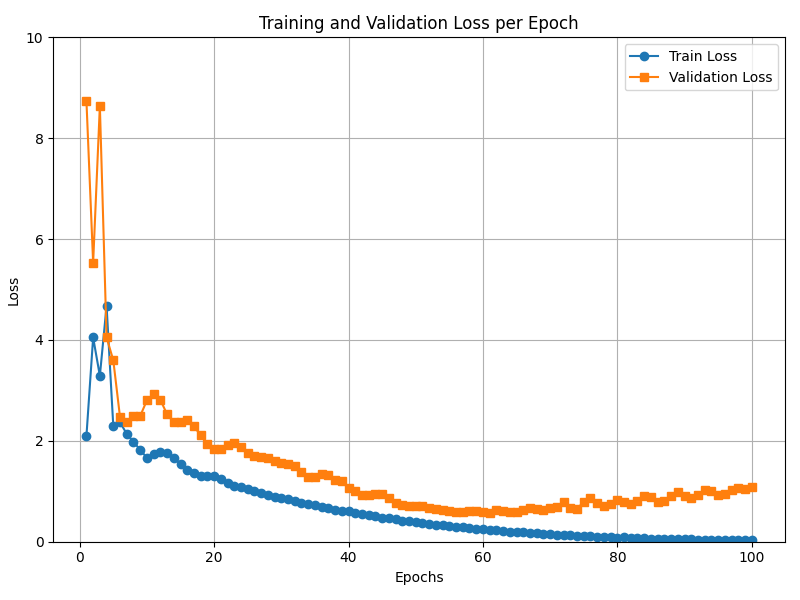 Training and Validation Loss per Epoch
Train Loss
Validation Loss
Loss
10
8
6
4
2
0
0 20 40 60 80 100
Epochs